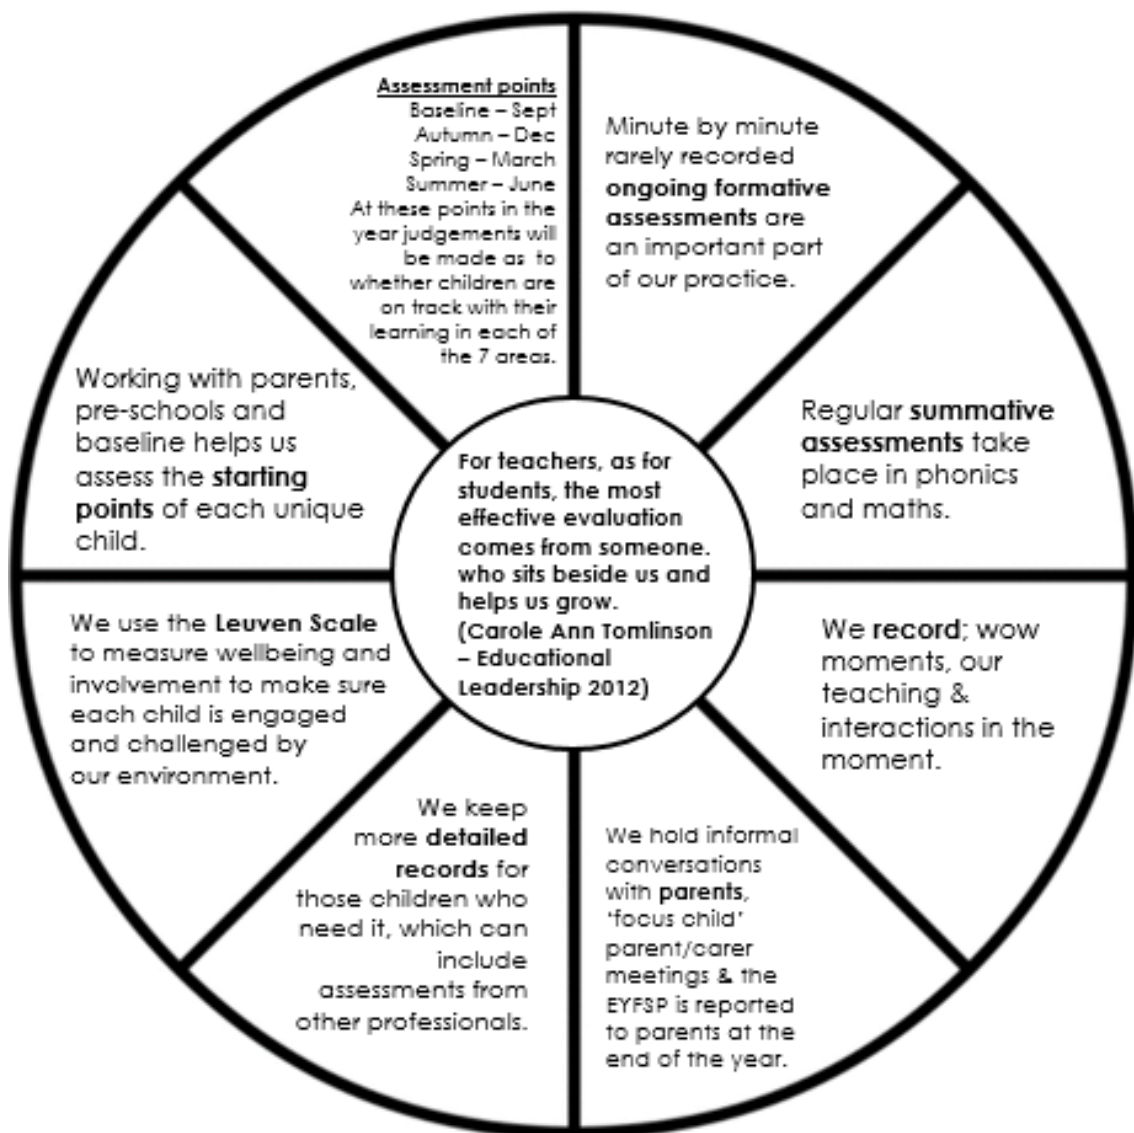 Assessment points
Baseline – Sept
Autumn – Dec
Spring – March
Summer – June
At these points in the
year judgements will
be made as to
whether children are
on track with their
learning in each of
the 7 areas.
Minute by minute
rarely recorded
ongoing formative
assessments are
an important part
of our practice.
Regular summative
assessments take
place in phonics
and maths.
We record; wow
moments, our
teaching &
interactions in the
moment.
We hold informal
conversations
with parents,
‘focus child’
parent/carer
meetings & the
EYFSP is reported
to parents at the
end of the year.
We keep
more detailed
records for
those children who
need it, which can
include
assessments from
other professionals.
We use the Leuven Scale
to measure wellbeing and
involvement to make sure
each child is engaged
and challenged by
our environment.
Working with parents,
pre-schools and
baseline helps us
assess the starting
points of each unique
child.
For teachers, as for
students, the most
effective evaluation
comes from someone.
who sits beside us and
helps us grow.
(Carole Ann Tomlinson
– Educational
Leadership 2012)